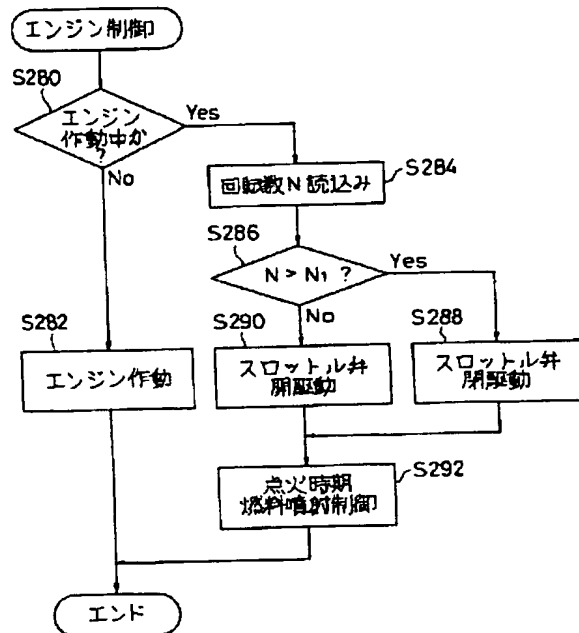 エンジン制御
S280
エンジン
作動中か
?
Yes
No
回転数N読込み
S284
S286
N > N1 ?
Yes
No
S282
エンジン作動
S290
スロットル弁
開駆動
S288
スロットル弁
閉駆動
点火時期
燃料噴射制御
S292
エンド